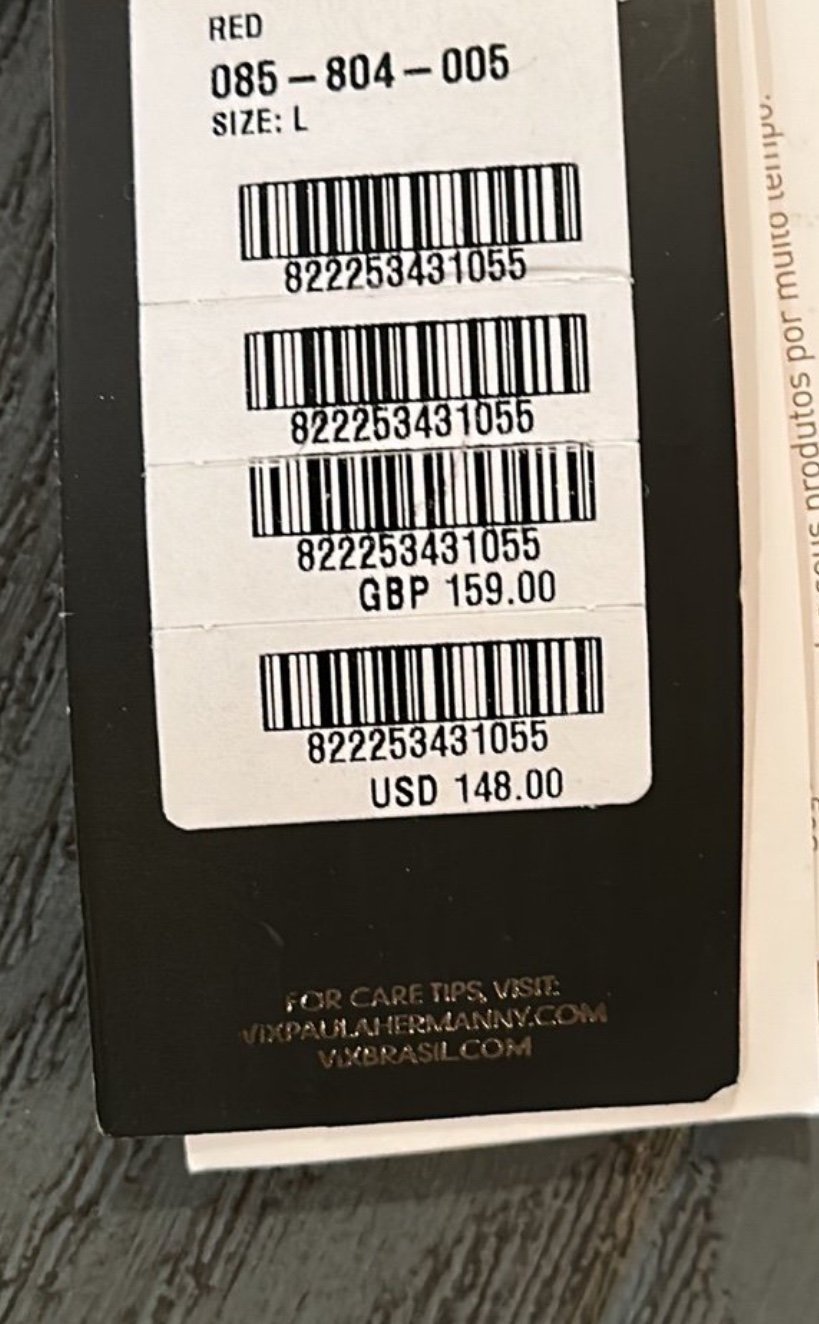 RED
085-804-005
SIZE: L
822253431055
822253431055
822253431055
GBP 159.00
822253431055
USD 148.00
FOR CARE TIPS, VISIT:
VIXPAULAHERMANNY.COM
VIXBRASIL.COM
produtos por muito tempo.